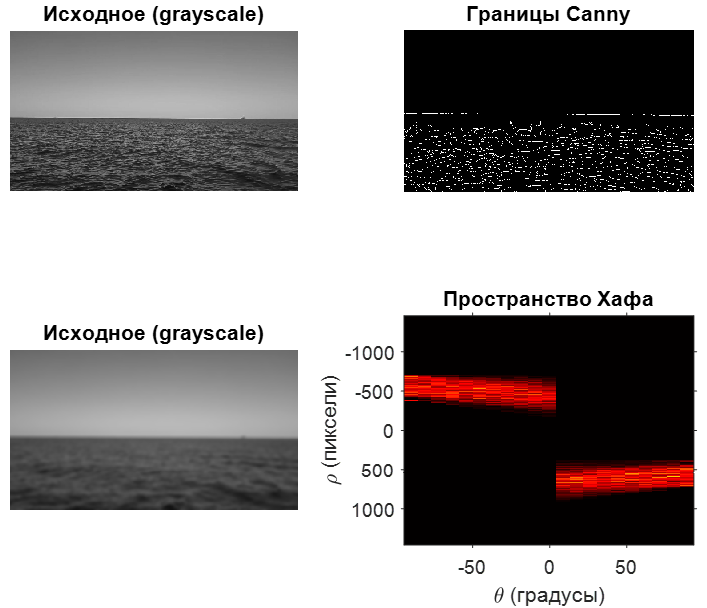 Исходное (grayscale)
Границы Canny
Исходное (grayscale)
Пространство Хафа
-1000
-500
0
500
1000
ρ (пиксели)
-50
0
50
θ (градусы)